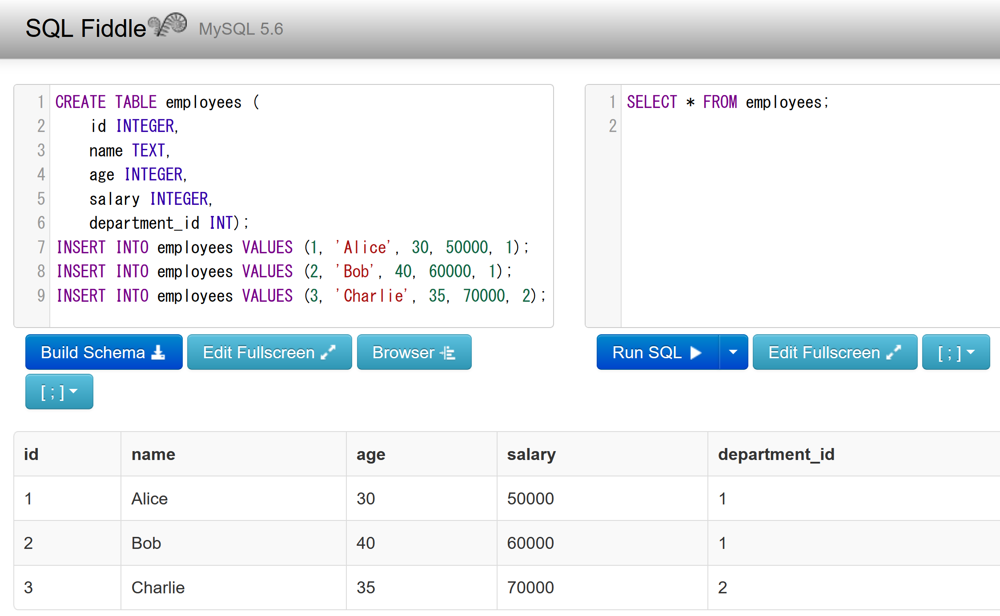 SQL Fiddle MySQL 5.6
1 CREATE TABLE employees (
2 id INTEGER,
3 name TEXT,
4 age INTEGER,
5 salary INTEGER,
6 department_id INT);
7 INSERT INTO employees VALUES (1, 'Alice', 30, 50000, 1);
8 INSERT INTO employees VALUES (2, 'Bob', 40, 60000, 1);
9 INSERT INTO employees VALUES (3, 'Charlie', 35, 70000, 2);
Build Schema Edit Fullscreen Browser
[ ; ]
1 SELECT * FROM employees;
2
Run SQL Edit Fullscreen [ ; ]
id name age salary department_id
1 Alice 30 50000 1
2 Bob 40 60000 1
3 Charlie 35 70000 2